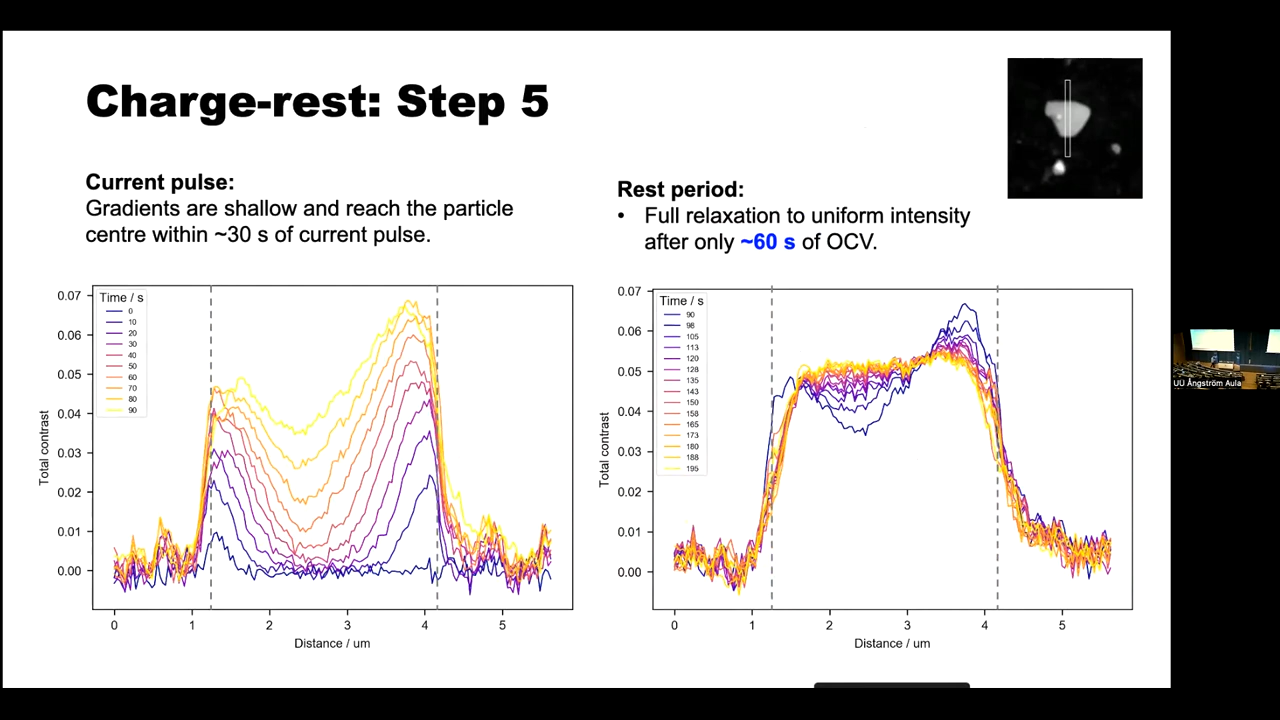 Charge-rest: Step 5
Current pulse:
Gradients are shallow and reach the particle
centre within ~30 s of current pulse.
Rest period:
• Full relaxation to uniform intensity
after only ~60 s of OCV.
Time / s
0
10
20
30
40
50
60
70
80
90
0.07
0.06
0.05
0.04
0.03
0.02
0.01
0.00
Total contrast
0 1 2 3 4 5
Distance / um
Time / s
90
98
105
113
120
128
135
143
150
158
165
173
180
188
195
0.07
0.06
0.05
0.04
0.03
0.02
0.01
0.00
Total contrast
0 1 2 3 4 5
Distance / um
UU Ångström Aula